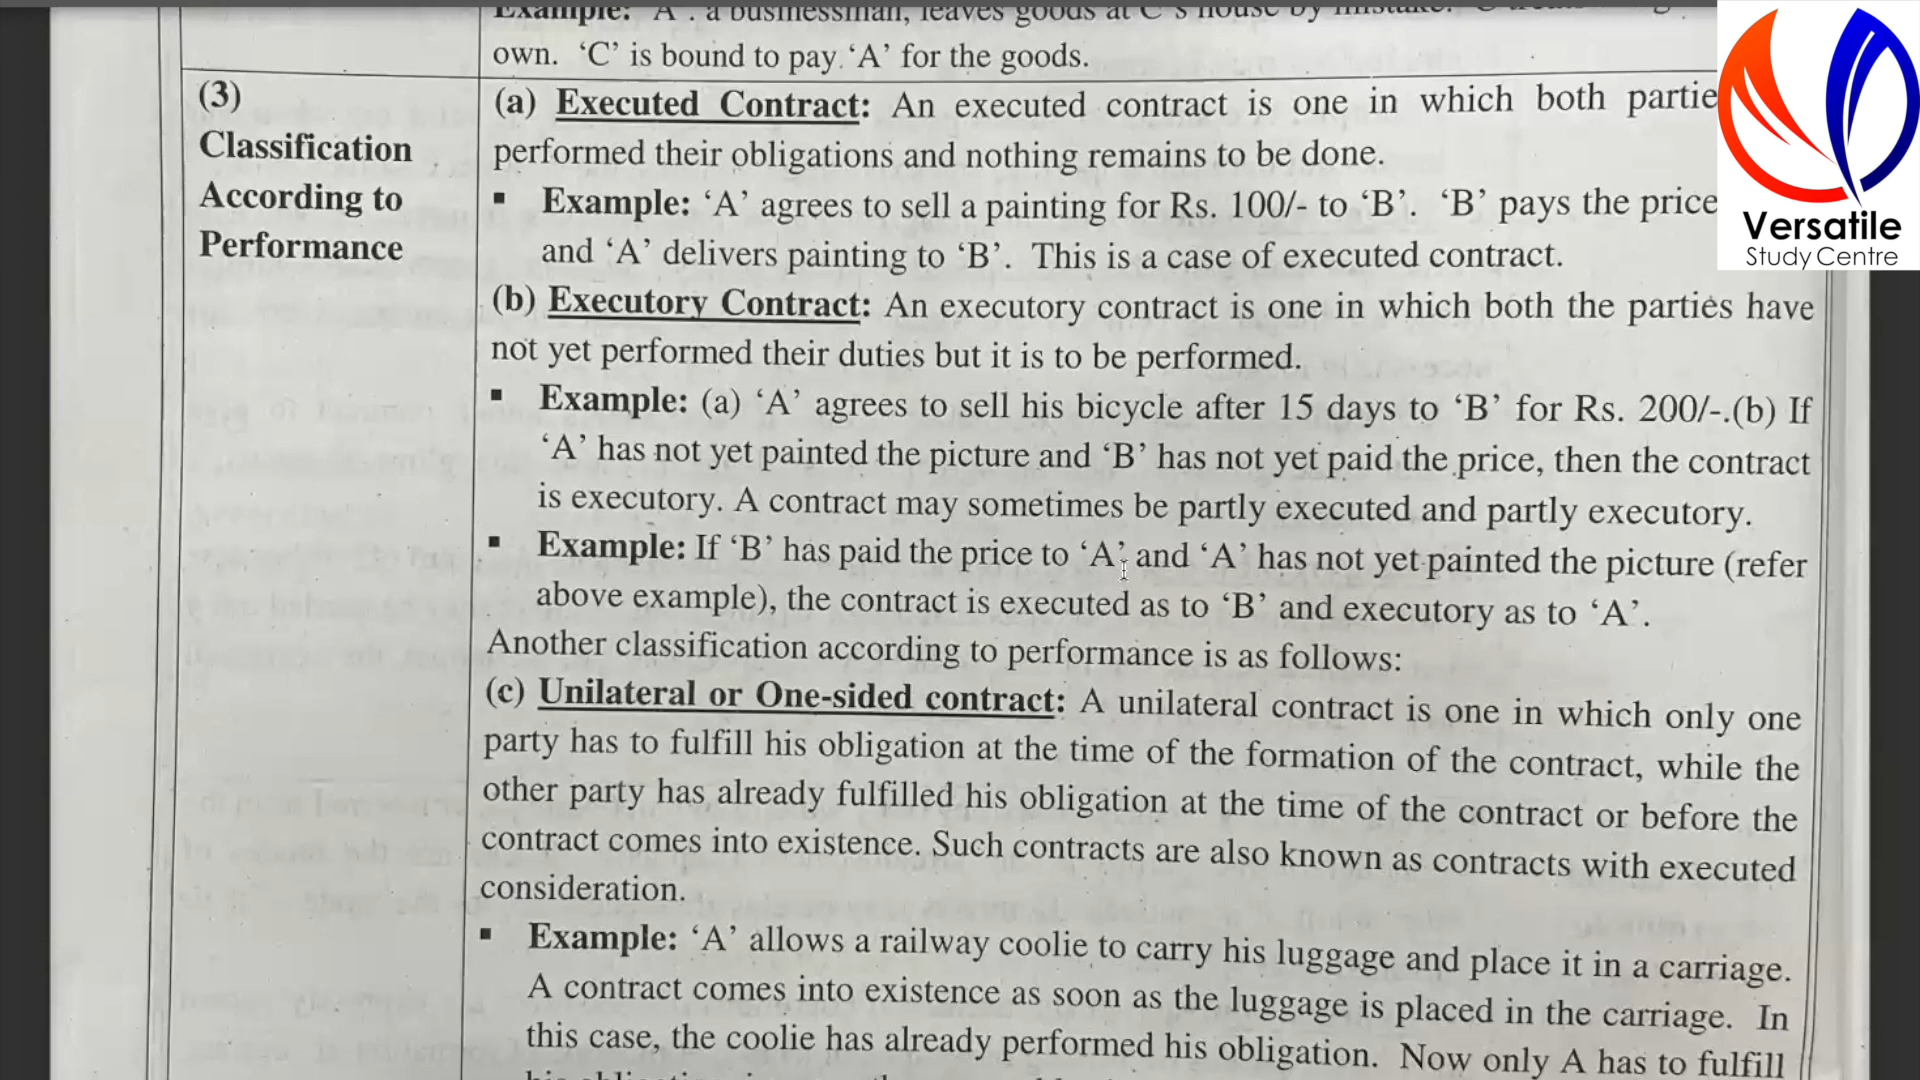 Example: 'A', a businessman, leaves goods at C's house by mistake.
own. 'C' is bound to pay 'A' for the goods.
(3)
Classification
According to
Performance
(a) Executed Contract: An executed contract is one in which both partie
performed their obligations and nothing remains to be done.
▪ Example: 'A' agrees to sell a painting for Rs. 100/- to 'B'. 'B' pays the price
and 'A' delivers painting to 'B'. This is a case of executed contract.
(b) Executory Contract: An executory contract is one in which both the parties have
not yet performed their duties but it is to be performed.
▪ Example: (a) 'A' agrees to sell his bicycle after 15 days to 'B' for Rs. 200/-.(b) If
'A' has not yet painted the picture and 'B' has not yet paid the price, then the contract
is executory. A contract may sometimes be partly executed and partly executory.
▪ Example: If 'B' has paid the price to 'A' and 'A' has not yet painted the picture (refer
above example), the contract is executed as to 'B' and executory as to 'A'.
Another classification according to performance is as follows:
(c) Unilateral or One-sided contract: A unilateral contract is one in which only one
party has to fulfill his obligation at the time of the formation of the contract, while the
other party has already fulfilled his obligation at the time of the contract or before the
contract comes into existence. Such contracts are also known as contracts with executed
consideration.
▪ Example: 'A' allows a railway coolie to carry his luggage and place it in a carriage.
A contract comes into existence as soon as the luggage is placed in the carriage. In
this case, the coolie has already performed his obligation. Now only A has to fulfill
Versatile
Study Centre